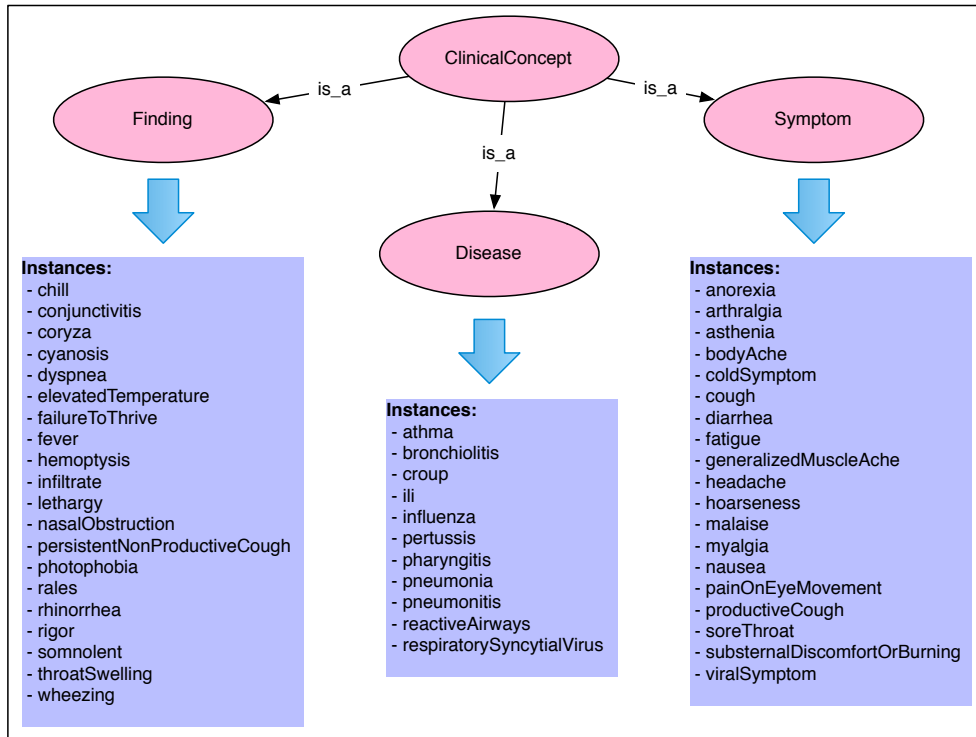 ClinicalConcept
is_a
is_a
is_a
Finding
Symptom
Disease
Instances:
- chill
- conjunctivitis
- coryza
- cyanosis
- dyspnea
- elevatedTemperature
- failureToThrive
- fever
- hemoptysis
- infiltrate
- lethargy
- nasalObstruction
- persistentNonProductiveCough
- photophobia
- rales
- rhinorrhea
- rigor
- somnolent
- throatSwelling
- wheezing
Instances:
- athma
- bronchiolitis
- croup
- ili
- influenza
- pertussis
- pharyngitis
- pneumonia
- pneumonitis
- reactiveAirways
- respiratorySyncytialVirus
Instances:
- anorexia
- arthralgia
- asthenia
- bodyAche
- coldSymptom
- cough
- diarrhea
- fatigue
- generalizedMuscleAche
- headache
- hoarseness
- malaise
- myalgia
- nausea
- painOnEyeMovement
- productiveCough
- soreThroat
- substernalDiscomfortOrBurning
- viralSymptom